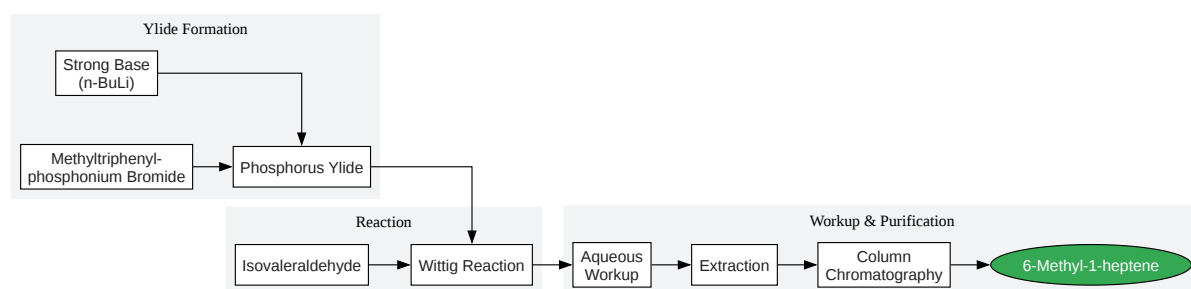 Ylide Formation
Strong Base
(n-BuLi)
Methyltriphenyl-
phosphonium Bromide
Phosphorus Ylide
Reaction
Isovaleraldehyde
Wittig Reaction
Workup & Purification
Aqueous
Workup
Extraction
Column
Chromatography
6-Methyl-1-heptene